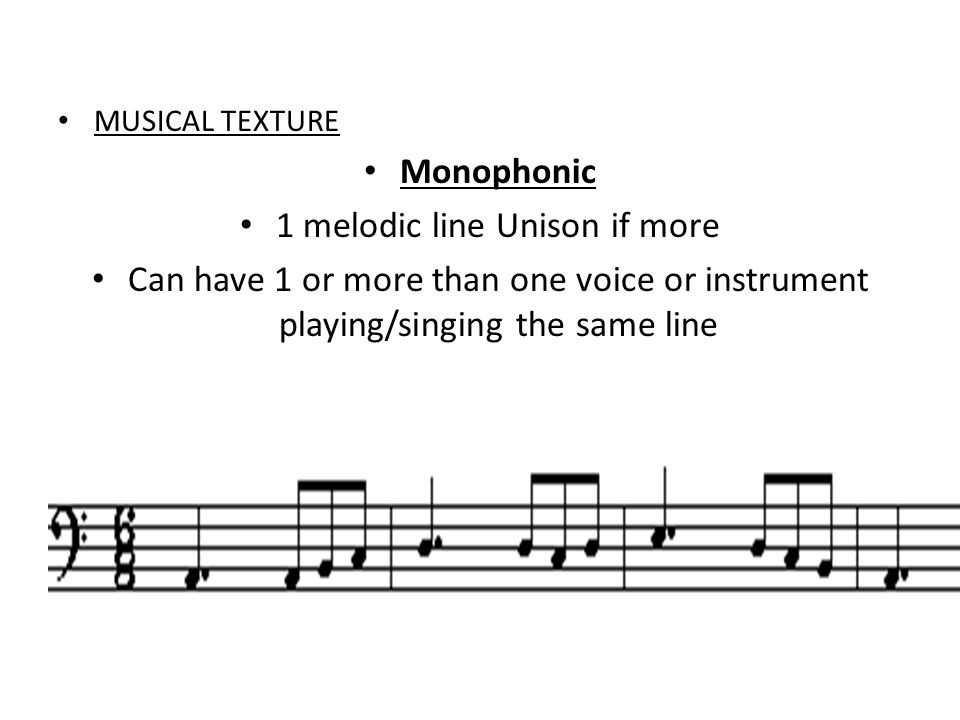 • MUSICAL TEXTURE
• Monophonic
• 1 melodic line Unison if more
• Can have 1 or more than one voice or instrument
playing/singing the same line
6
8